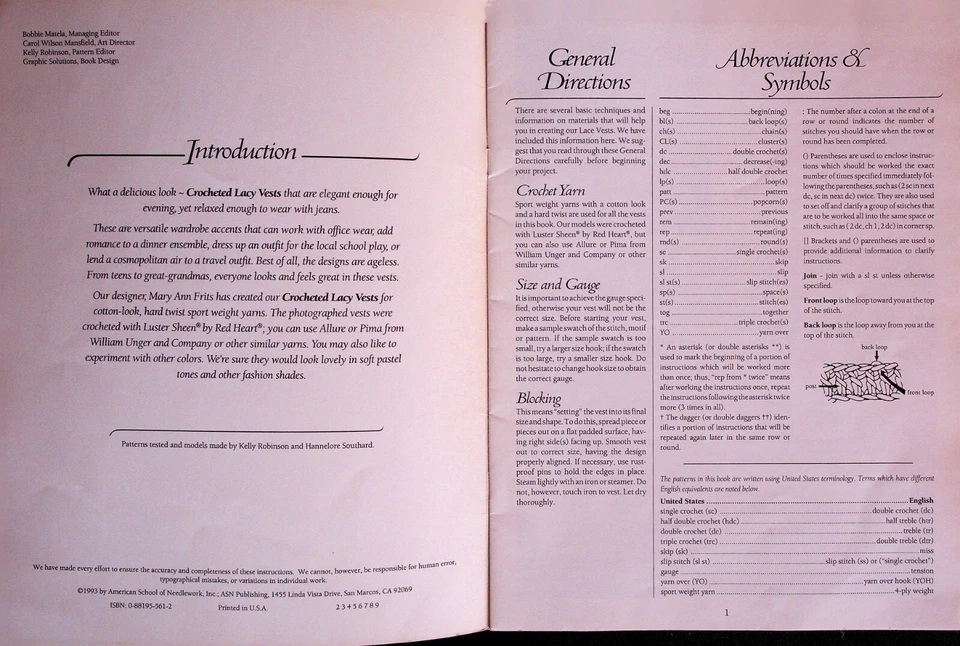 Bobbie Matela, Managing Editor
Carol Wilson Mansfield, Art Director
Kelly Robinson, Pattern Editor
Graphic Solutions, Book Design
Introduction
What a delicious look ~ Crocheted Lacy Vests that are elegant enough for
evening, yet relaxed enough to wear with jeans.
These are versatile wardrobe accents that can work with office wear, add
romance to a dinner ensemble, dress up an outfit for the local school play, or
lend a cosmopolitan air to a travel outfit. Best of all, the designs are ageless.
From teens to great-grandmas, everyone looks and feels great in these vests.
Our designer, Mary Ann Frits has created our Crocheted Lacy Vests for
cotton-look, hard twist sport weight yarns. The photographed vests were
crocheted with Luster Sheen® by Red Heart®; you can use Allure or Pima from
William Unger and Company or other similar yarns. You may also like to
experiment with other colors. We're sure they would look lovely in soft pastel
tones and other fashion shades.
Patterns tested and models made by Kelly Robinson and Hannelore Southard.
We have made every effort to ensure the accuracy and completeness of these instructions. We cannot, however, be responsible for human error,
typographical mistakes, or variations in individual work.
©1993 by American School of Needlework, Inc.; ASN Publishing, 1455 Linda Vista Drive, San Marcos, CA 92069
ISBN: 0-88195-561-2 Printed in U.S.A. 2 3 4 5 6 7 8 9
General
Directions
There are several basic techniques and
information on materials that will help
you in creating our Lace Vests. We have
included this information here. We sug-
gest that you read through these General
Directions carefully before beginning
your project.
Crochet Yarn
Sport weight yarns with a cotton look
and a hard twist are used for all the vests
in this book. Our models were crocheted
with Luster Sheen® by Red Heart®, but
you can also use Allure or Pima from
William Unger and Company or other
similar yarns.
Size and Gauge
It is important to achieve the gauge speci-
fied, otherwise your vest will not be the
correct size. Before starting your vest,
make a sample swatch of the stitch, motif
or pattern. If the sample swatch is too
small, try a larger size hook; if the swatch
is too large, try a smaller size hook. Do
not hesitate to change hook size to obtain
the correct gauge.
Blocking
This means "setting" the vest into its final
size and shape. To do this, spread piece or
pieces out on a flat padded surface, hav-
ing right side(s) facing up. Smooth vest
out to correct size, having the design
properly aligned. If necessary, use rust-
proof pins to hold the edges in place.
Steam lightly with an iron or steamer. Do
not, however, touch iron to vest. Let dry
thoroughly.
Abbreviations &
Symbols
beg ........ begin(ning)
bl(s) ........ back loop(s)
ch(s) ........ chain(s)
CL(s) ........ cluster(s)
dc ........ double crochet(s)
dec ........ decrease(-ing)
hdc ........ half double crochet
lp(s) ........ loop(s)
patt ........ pattern
PC(s) ........ popcorn(s)
prev ........ previous
rem ........ remain(ing)
rep ........ repeat(ing)
rnd(s) ........ round(s)
sc ........ single crochet(s)
sk ........ skip
sl ........ slip
sl st(s) ........ slip stitch(es)
sp(s) ........ space(s)
st(s) ........ stitch(es)
tog ........ together
trc ........ triple crochet(s)
YO ........ yarn over
* An asterisk (or double asterisks **) is
used to mark the beginning of a portion of
instructions which will be worked more
than once; thus, "rep from * twice" means
after working the instructions once, repeat
the instructions following the asterisk twice
more (3 times in all).
† The dagger (or double daggers ††) iden-
tifies a portion of instructions that will be
repeated again later in the same row or
round.
: The number after a colon at the end of a
row or round indicates the number of
stitches you should have when the row or
round has been completed.
() Parentheses are used to enclose instruc-
tions which should be worked the exact
number of times specified immediately fol-
lowing the parentheses, such as (2 sc in next
dc, sc in next dc) twice. They are also used
to set off and clarify a group of stitches that
are to be worked all into the same space or
stitch, such as ( 2 dc, ch 1, 2 dc) in corner sp.
[] Brackets and () parentheses are used to
provide additional information to clarify
instructions.
Join - join with a sl st unless otherwise
specified.
Front loop is the loop toward you at the top
of the stitch.
Back loop is the loop away from you at the
top of the stitch.
back loop
post
front loop
The patterns in this book are written using United States terminology. Terms which have different
English equivalents are noted below.
United States ........ English
single crochet (sc) ........ double crochet (dc)
half double crochet (hdc) ........ half treble (htr)
double crochet (dc) ........ treble (tr)
triple crochet (trc) ........ double treble (dtr)
skip (sk) ........ miss
slip stitch (sl st) ........ slip stitch (ss) or ("single crochet")
gauge ........ tension
yarn over (YO) ........ yarn over hook (YOH)
sport weight yarn ........ 4-ply weight
1